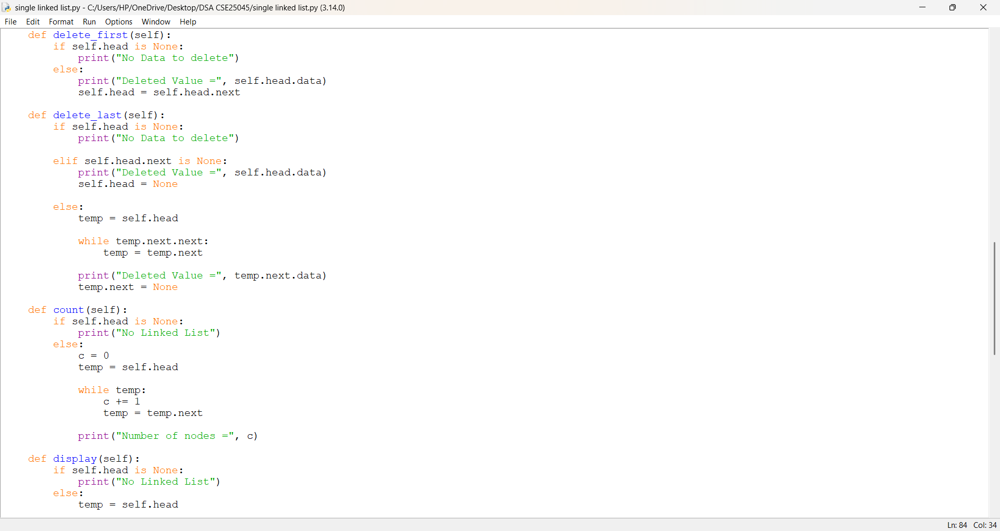 single linked list.py - C:/Users/HP/OneDrive/Desktop/DSA CSE25045/single linked list.py (3.14.0)
File Edit Format Run Options Window Help
    def delete_first(self):
        if self.head is None:
            print("No Data to delete")
        else:
            print("Deleted Value =", self.head.data)
            self.head = self.head.next

    def delete_last(self):
        if self.head is None:
            print("No Data to delete")

        elif self.head.next is None:
            print("Deleted Value =", self.head.data)
            self.head = None

        else:
            temp = self.head

            while temp.next.next:
                temp = temp.next

            print("Deleted Value =", temp.next.data)
            temp.next = None

    def count(self):
        if self.head is None:
            print("No Linked List")
        else:
            c = 0
            temp = self.head

            while temp:
                c += 1
                temp = temp.next

            print("Number of nodes =", c)

    def display(self):
        if self.head is None:
            print("No Linked List")
        else:
            temp = self.head
Ln: 84 Col: 34